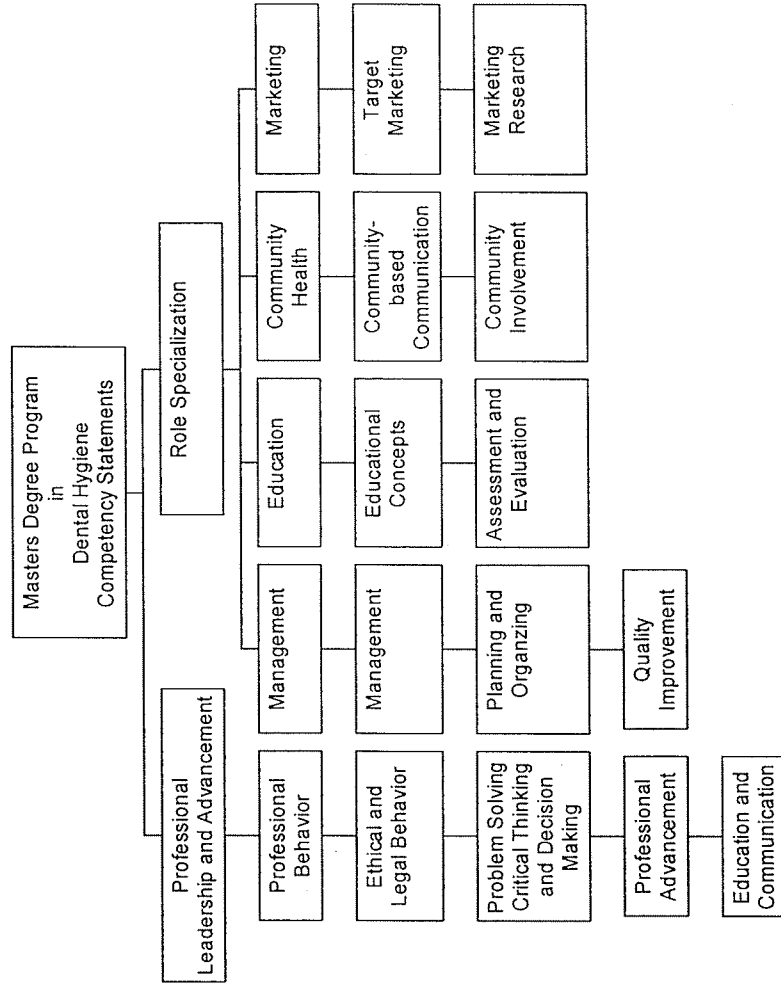 Masters Degree Program
in
Dental Hygiene
Competency Statements
Professional
Leadership and Advancement
Role Specialization
Professional
Behavior
Management
Education
Community
Health
Marketing
Ethical and
Legal Behavior
Management
Educational
Concepts
Community-
based
Communication
Target
Marketing
Problem Solving
Critical Thinking
and Decision
Making
Planning and
Organzing
Assessment and
Evaluation
Community
Involvement
Marketing
Research
Professional
Advancement
Quality
Improvement
Education and
Communication